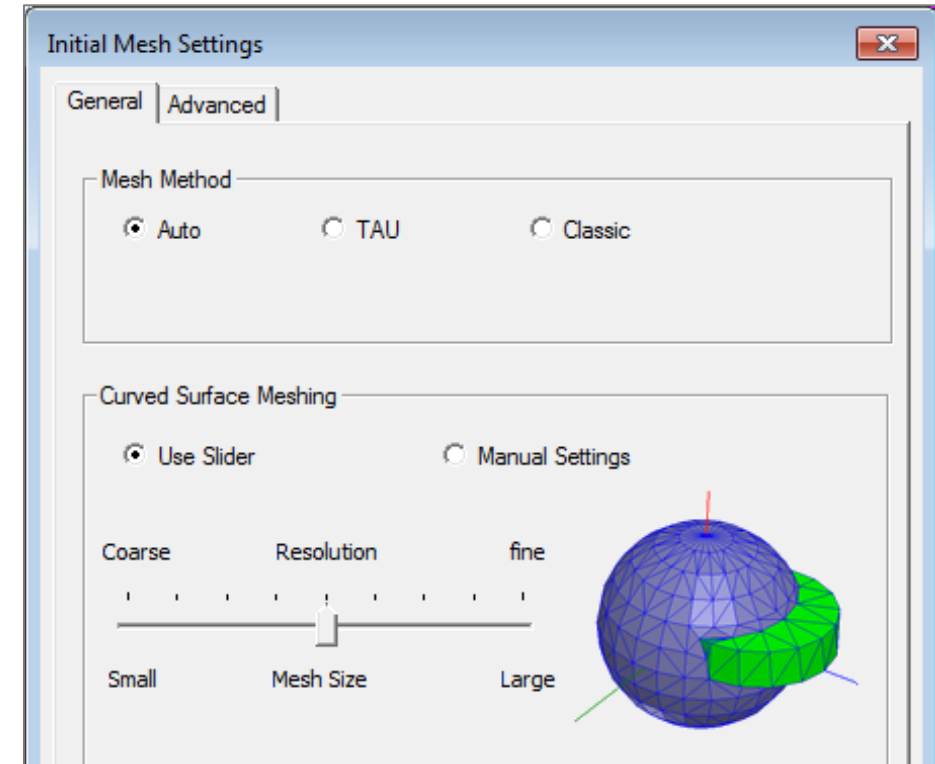 Initial Mesh Settings
General Advanced
Mesh Method
Auto TAU Classic
Curved Surface Meshing
Use Slider Manual Settings
Coarse Resolution fine
Small Mesh Size Large